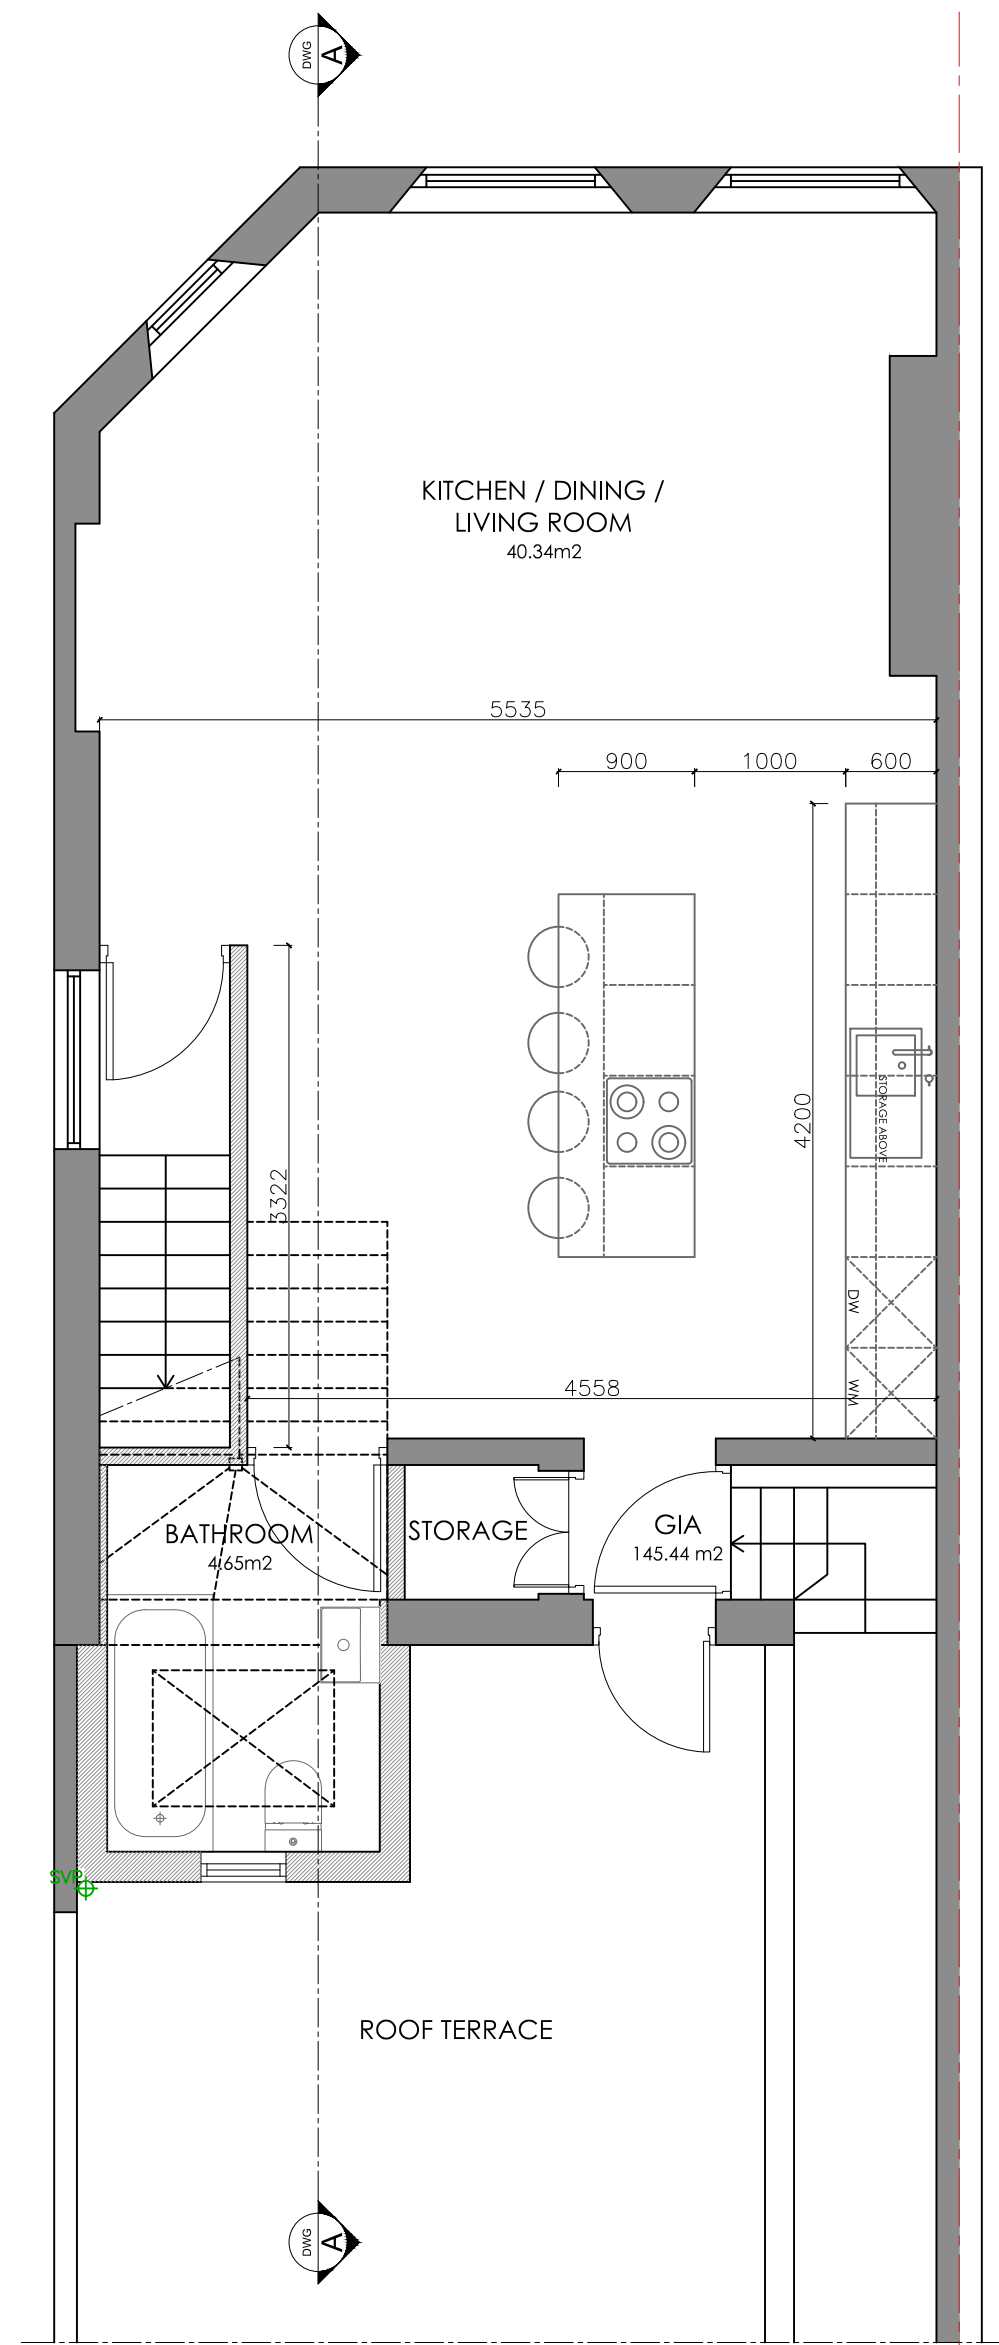 DWG
A
KITCHEN / DINING /
LIVING ROOM
40.34m2
5535
900
1000
600
4200
STORAGE ABOVE
3322
DW
WM
4558
BATHROOM
4.65m2
STORAGE
GIA
145.44 m2
SVP
ROOF TERRACE
DWG
A